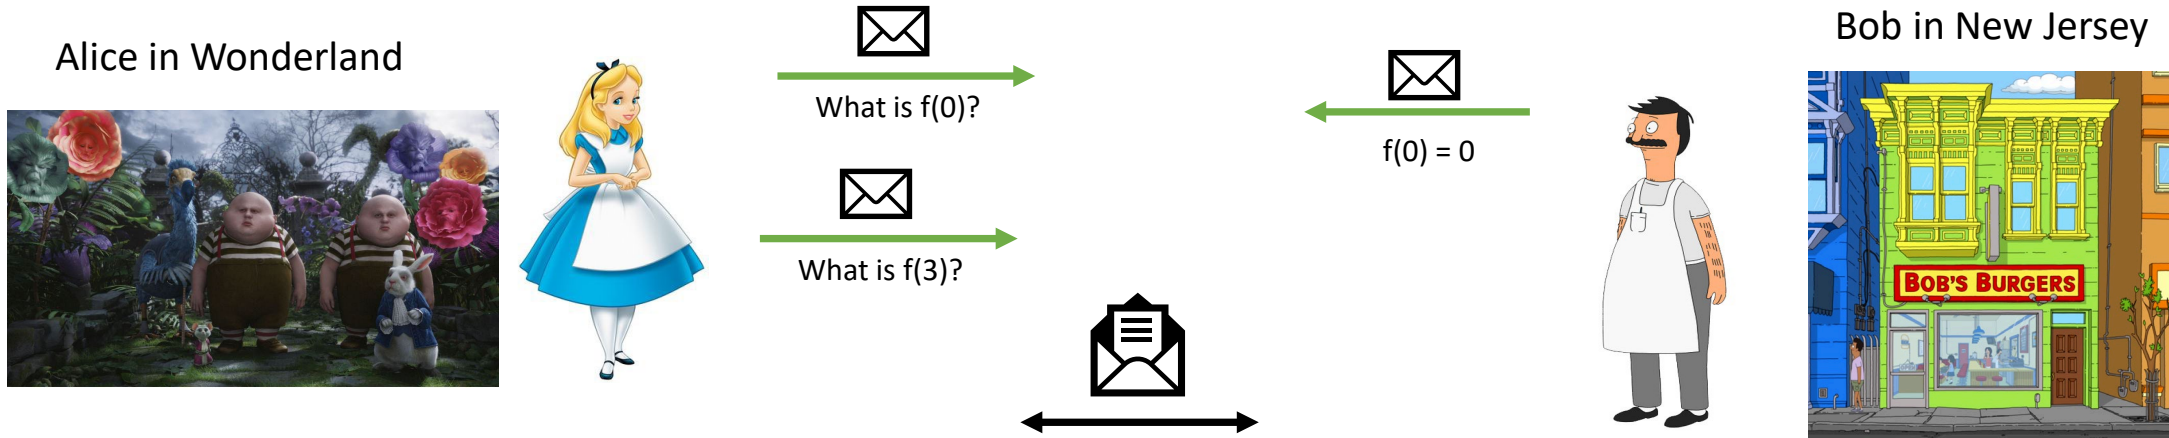 Alice in Wonderland
What is f(0)?
What is f(3)?
f(0) = 0
Bob in New Jersey
BOB'S BURGERS